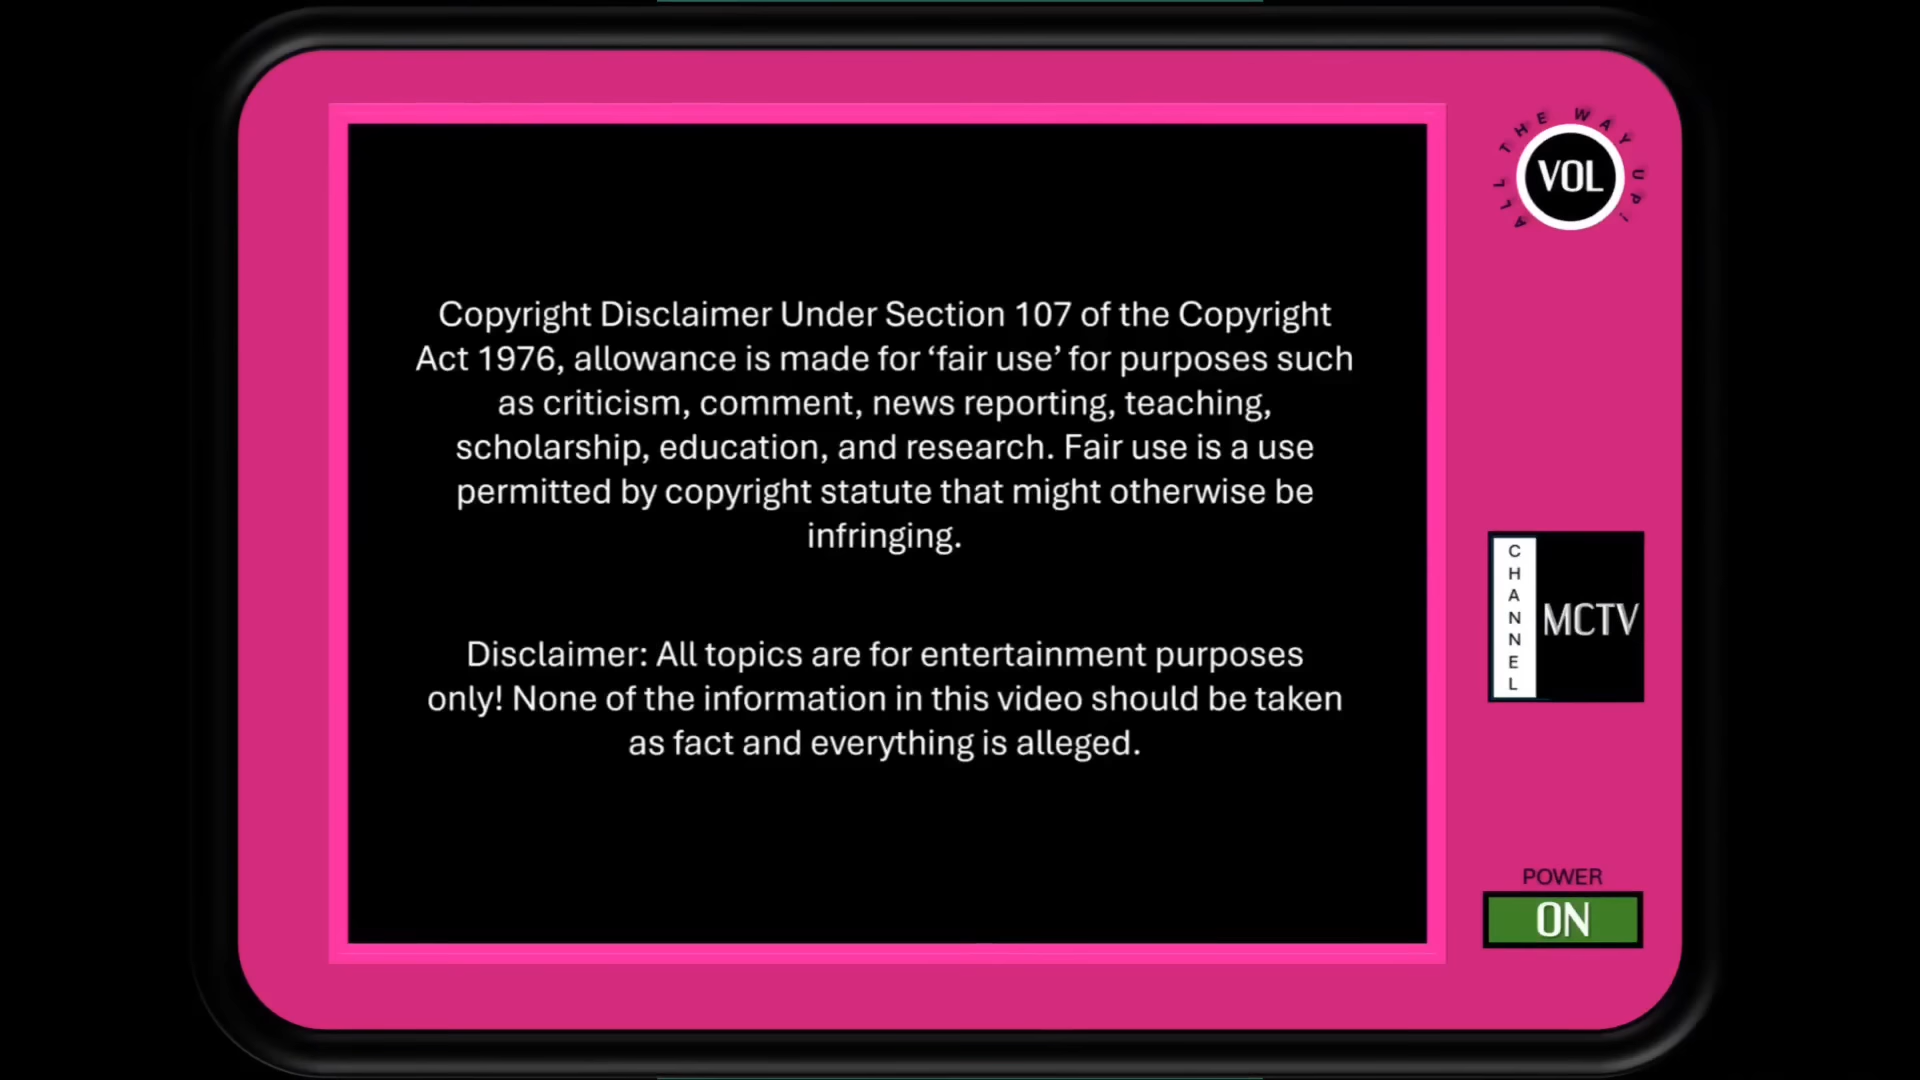 ALL THE WAY UP!
VOL
Copyright Disclaimer Under Section 107 of the Copyright
Act 1976, allowance is made for ‘fair use’ for purposes such
as criticism, comment, news reporting, teaching,
scholarship, education, and research. Fair use is a use
permitted by copyright statute that might otherwise be
infringing.
Disclaimer: All topics are for entertainment purposes
only! None of the information in this video should be taken
as fact and everything is alleged.
CHANNEL
MCTV
POWER
ON